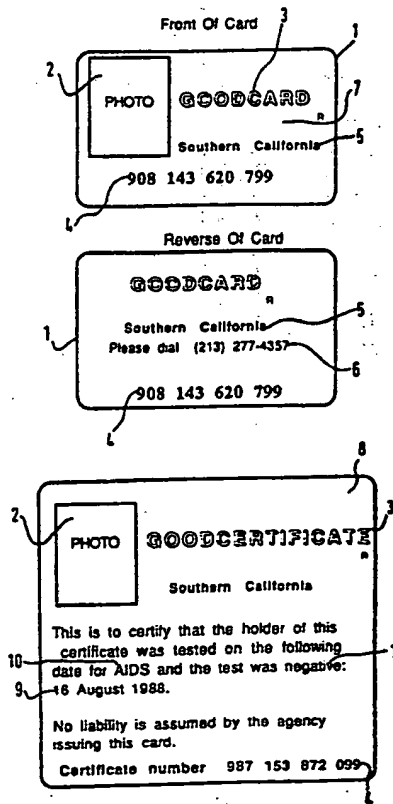 Front Of Card
3
1
2
PHOTO
GOODCARD
7
R
Southern California
5
908 143 620 799
4
Reverse Of Card
GOODCARD
R
1
Southern California
5
Please dial (213) 277-4357
6
908 143 620 799
4
8
2
3
PHOTO
GOODCERTIFICATE
R
Southern California
This is to certify that the holder of this
certificate was tested on the following
10
date for AIDS and the test was negative:
9
16 August 1988.
No liability is assumed by the agency
issuing this card.
Certificate number 987 153 872 099
4